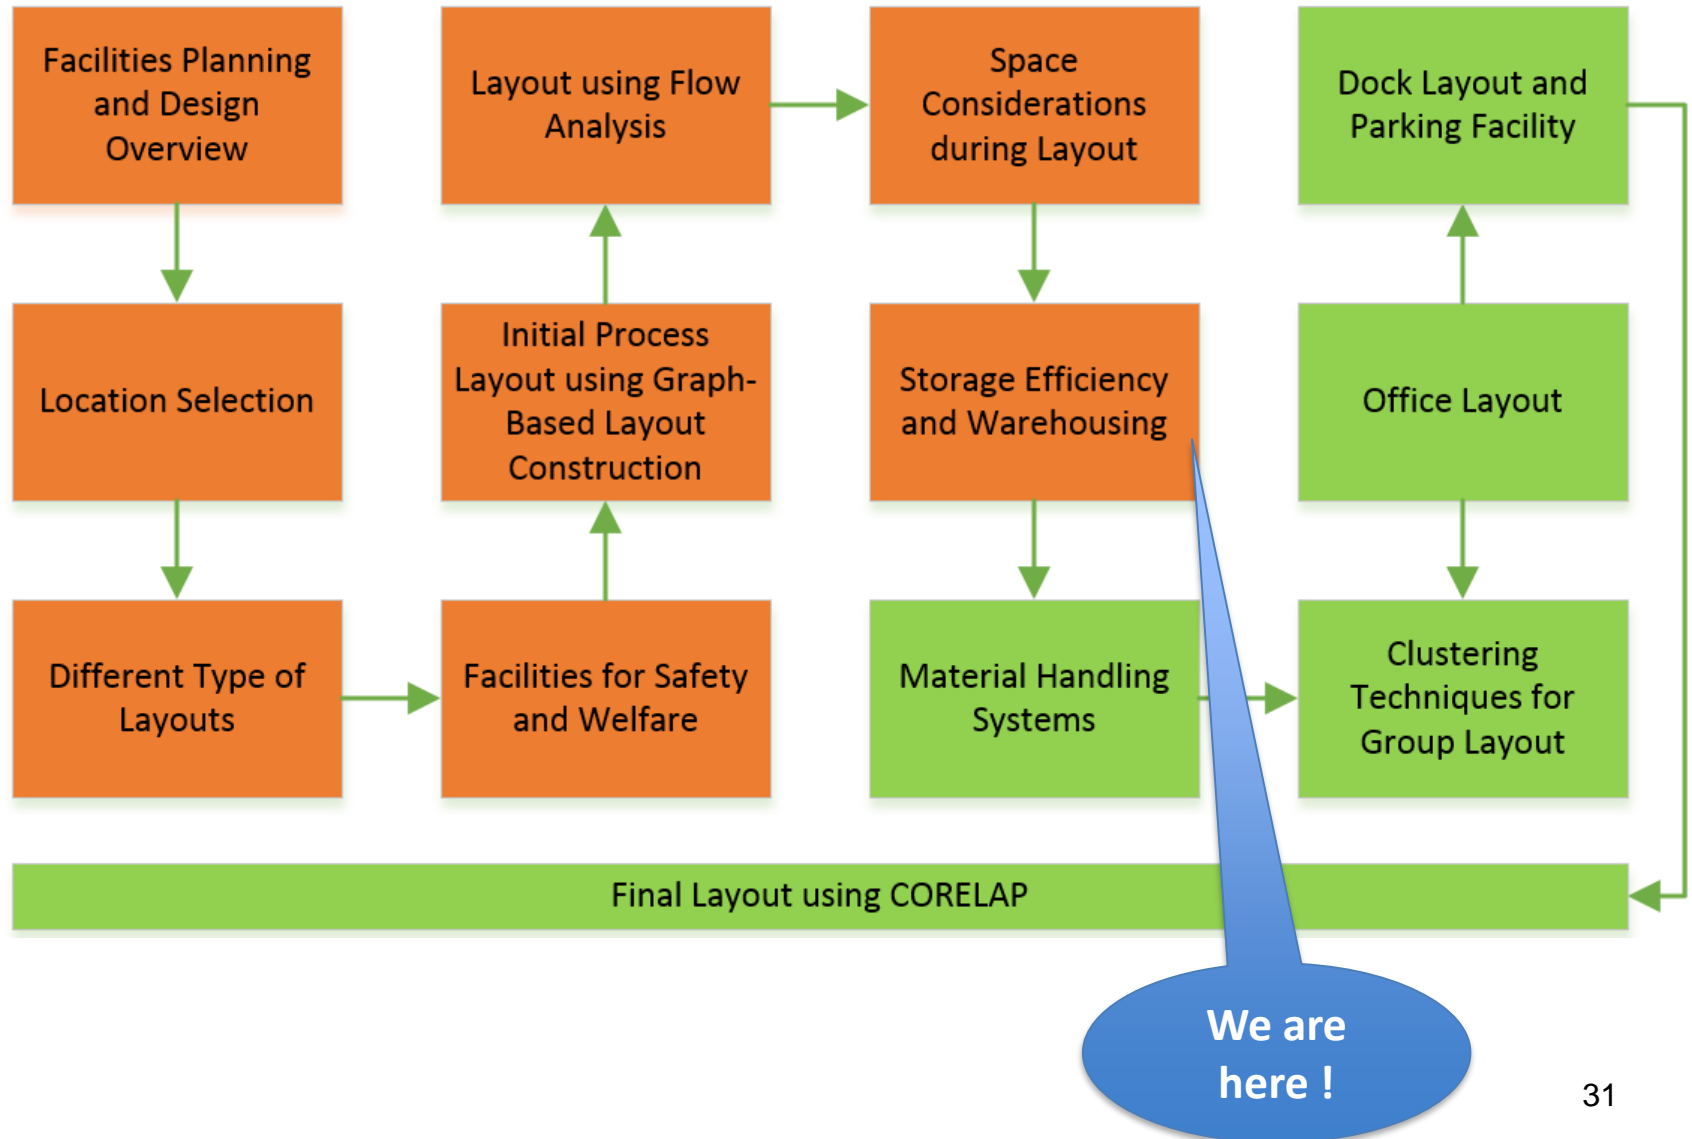 Facilities Planning
and Design
Overview
Layout using Flow
Analysis
Space
Considerations
during Layout
Dock Layout and
Parking Facility
Location Selection
Initial Process
Layout using Graph-
Based Layout
Construction
Storage Efficiency
and Warehousing
Office Layout
Different Type of
Layouts
Facilities for Safety
and Welfare
Material Handling
Systems
Clustering
Techniques for
Group Layout
Final Layout using CORELAP
We are
here !
31